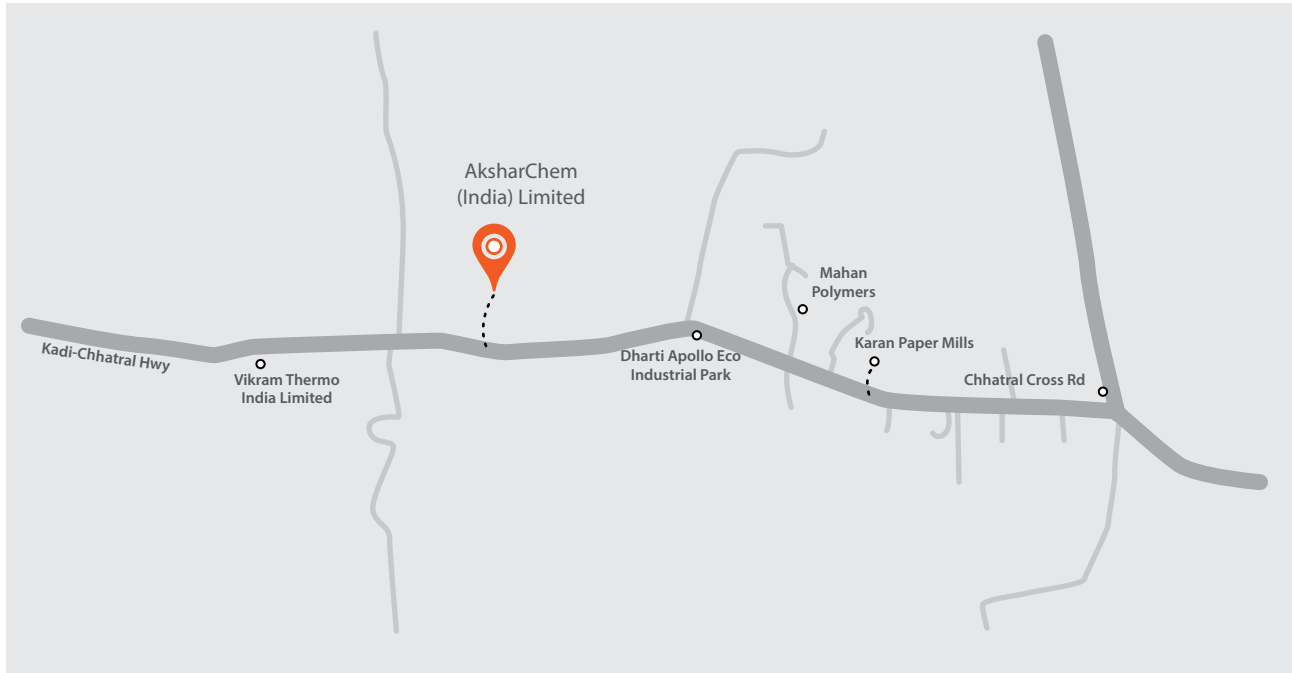 AksharChem
(India) Limited
Mahan
Polymers
Kadi-Chhatral Hwy
Vikram Thermo
India Limited
Dharti Apollo Eco
Industrial Park
Karan Paper Mills
Chhatral Cross Rd